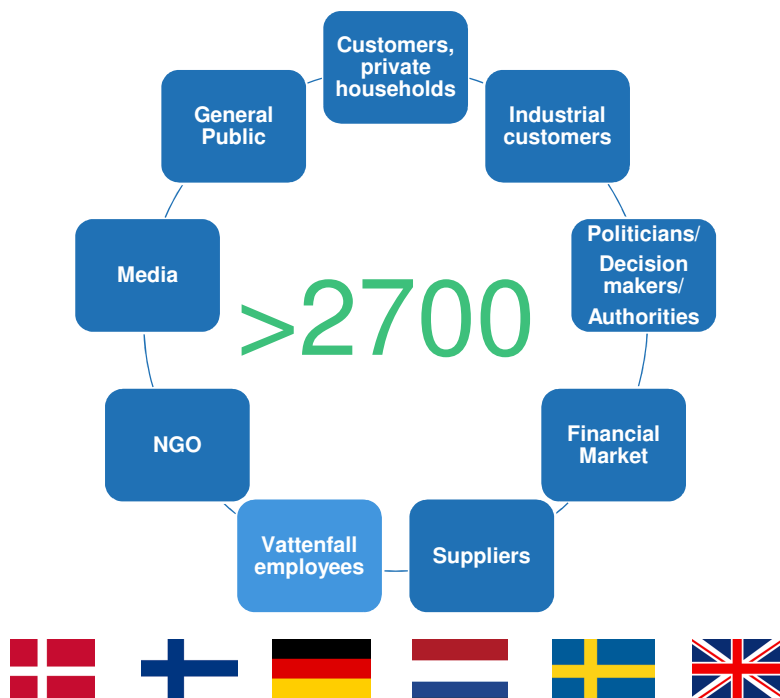 Customers,
private
households
Industrial
customers
Politicians/
Decision
makers/
Authorities
Financial
Market
Suppliers
Vattenfall
employees
NGO
Media
General
Public
>2700